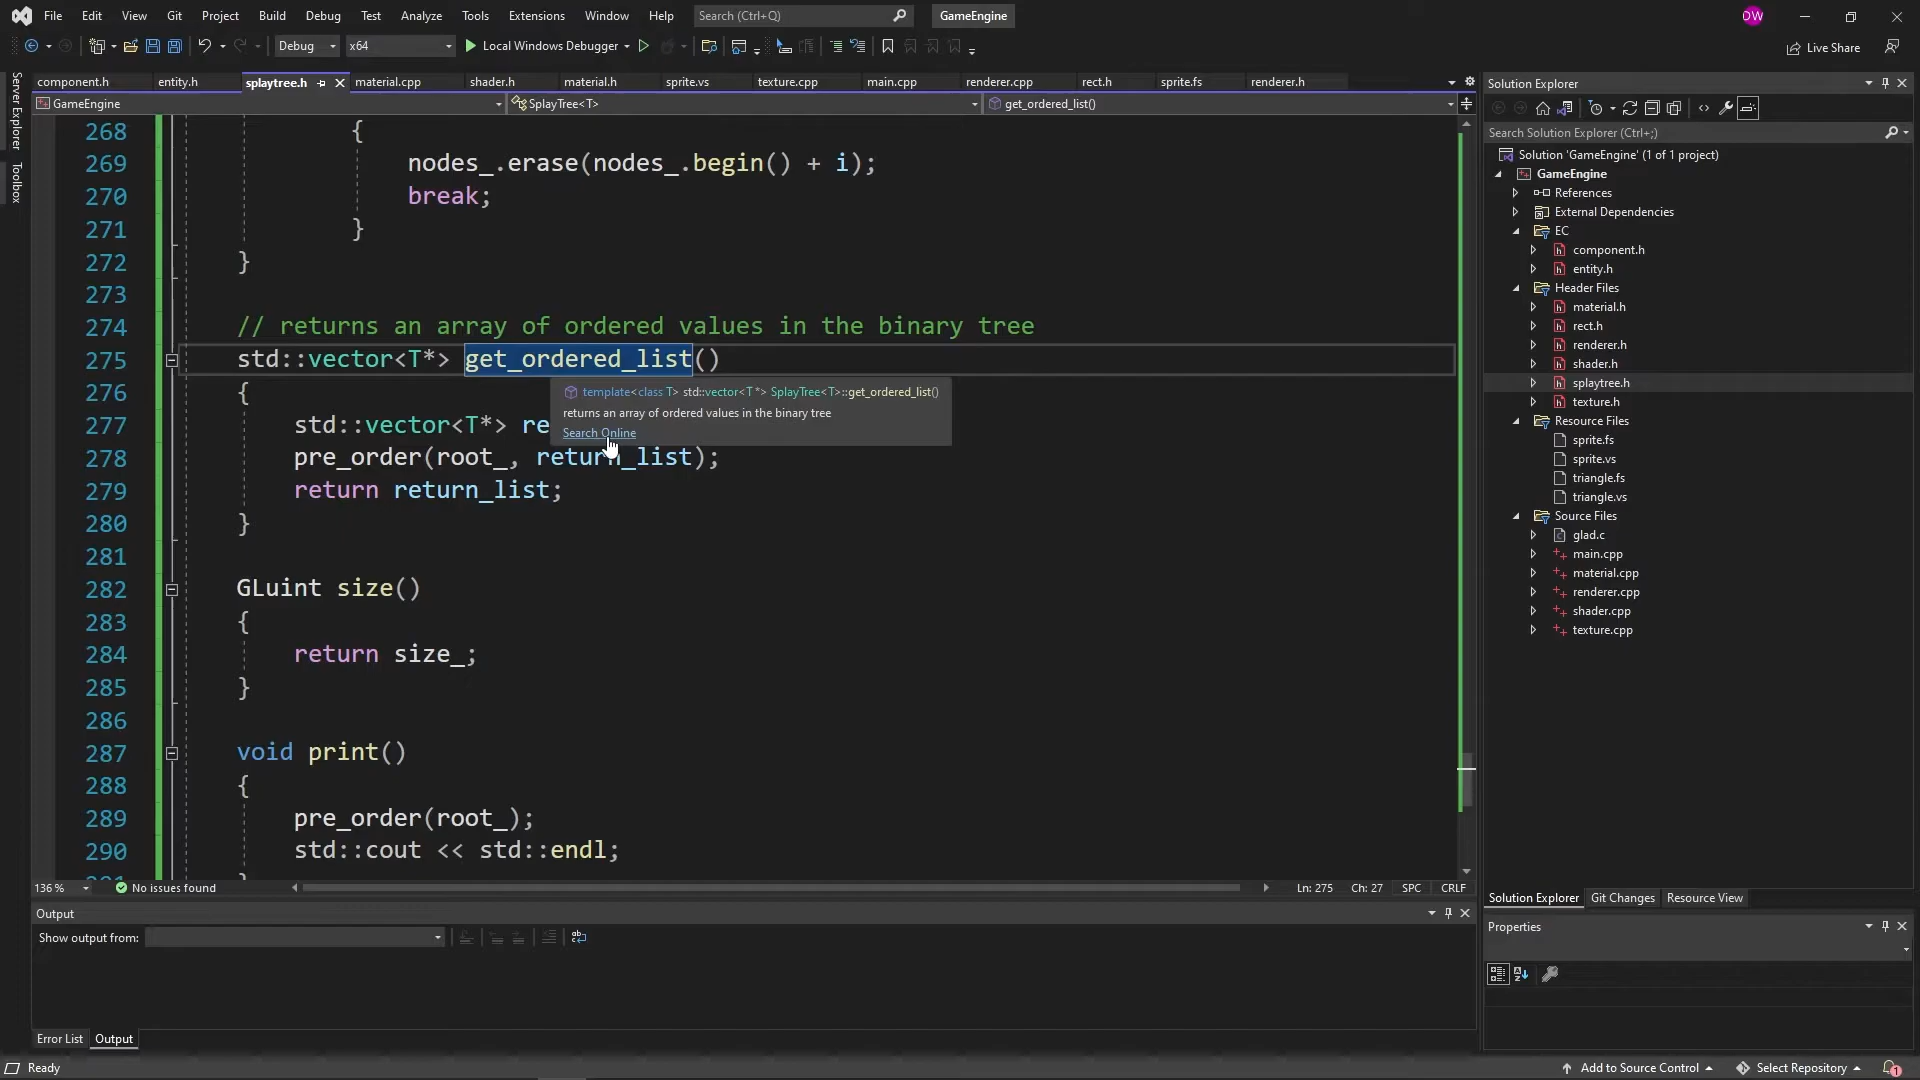 File Edit View Git Project Build Debug Test Analyze Tools Extensions Window Help Search (Ctrl+Q) GameEngine DW
Debug x64 Local Windows Debugger Live Share
Server Explorer
Toolbox
component.h entity.h splaytree.h material.cpp shader.h material.h sprite.vs texture.cpp main.cpp renderer.cpp rect.h sprite.fs renderer.h
GameEngine SplayTree<T> get_ordered_list()
268 {
269 nodes_.erase(nodes_.begin() + i);
270 break;
271 }
272 }
273
274 // returns an array of ordered values in the binary tree
275 std::vector<T*> get_ordered_list()
276 {
template<class T> std::vector<T *> SplayTree<T>::get_ordered_list()
returns an array of ordered values in the binary tree
Search Online
277 std::vector<T*> re
278 pre_order(root_, return_list);
279 return return_list;
280 }
281
282 GLuint size()
283 {
284 return size_;
285 }
286
287 void print()
288 {
289 pre_order(root_);
290 std::cout << std::endl;
136 % No issues found Ln: 275 Ch: 27 SPC CRLF
Output
Show output from:
Error List Output
Solution Explorer
Search Solution Explorer (Ctrl+;)
Solution 'GameEngine' (1 of 1 project)
GameEngine
References
External Dependencies
EC
component.h
entity.h
Header Files
material.h
rect.h
renderer.h
shader.h
splaytree.h
texture.h
Resource Files
sprite.fs
sprite.vs
triangle.fs
triangle.vs
Source Files
glad.c
main.cpp
material.cpp
renderer.cpp
shader.cpp
texture.cpp
Solution Explorer Git Changes Resource View
Properties
Ready Add to Source Control Select Repository 1